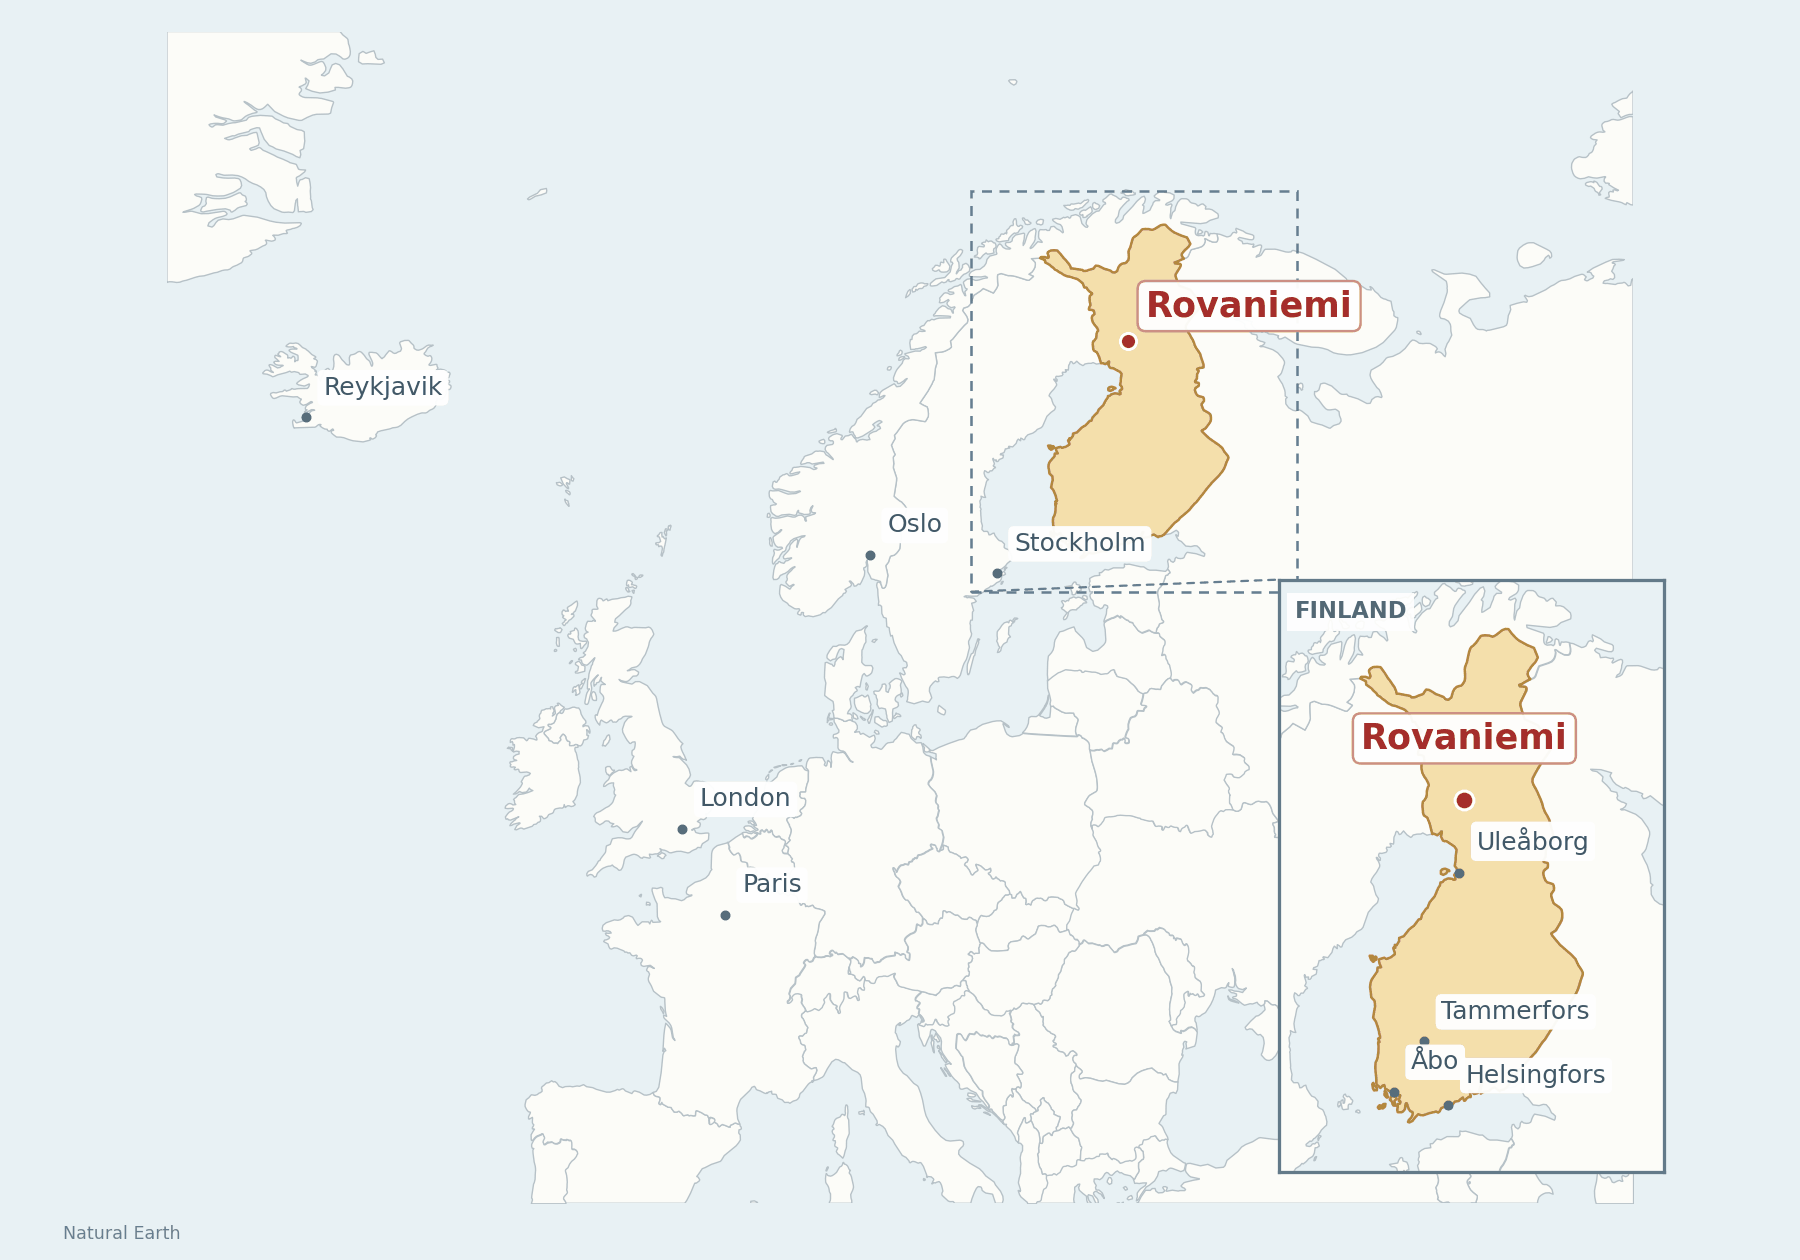 Rovaniemi
Reykjavik
Oslo
Stockholm
London
Paris
FINLAND
Rovaniemi
Uleåborg
Tammerfors
Åbo
Helsingfors
Natural Earth